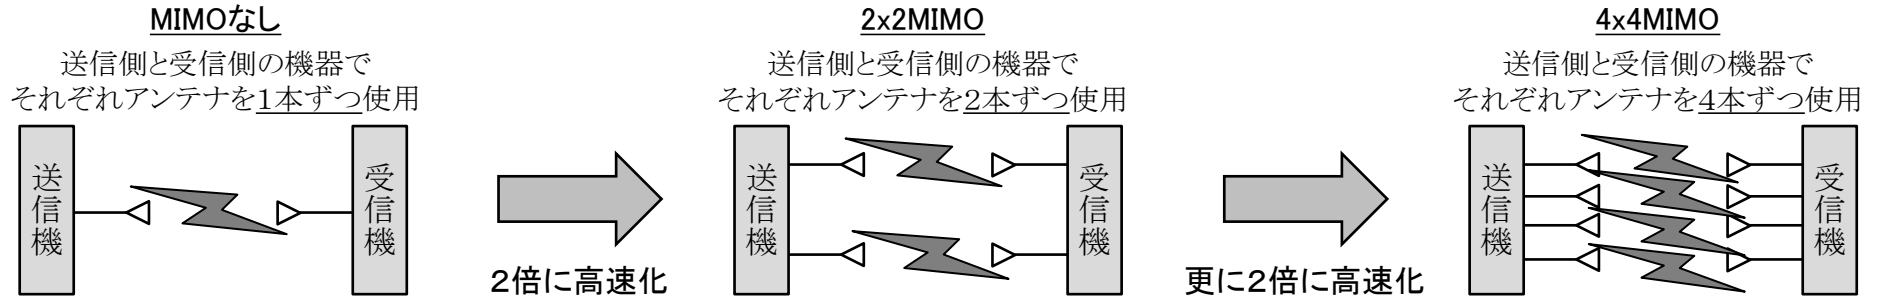 MIMOなし
送信側と受信側の機器で
それぞれアンテナを1本ずつ使用
送信機
受信機
2倍に高速化
2x2MIMO
送信側と受信側の機器で
それぞれアンテナを2本ずつ使用
送信機
受信機
更に2倍に高速化
4x4MIMO
送信側と受信側の機器で
それぞれアンテナを4本ずつ使用
送信機
受信機